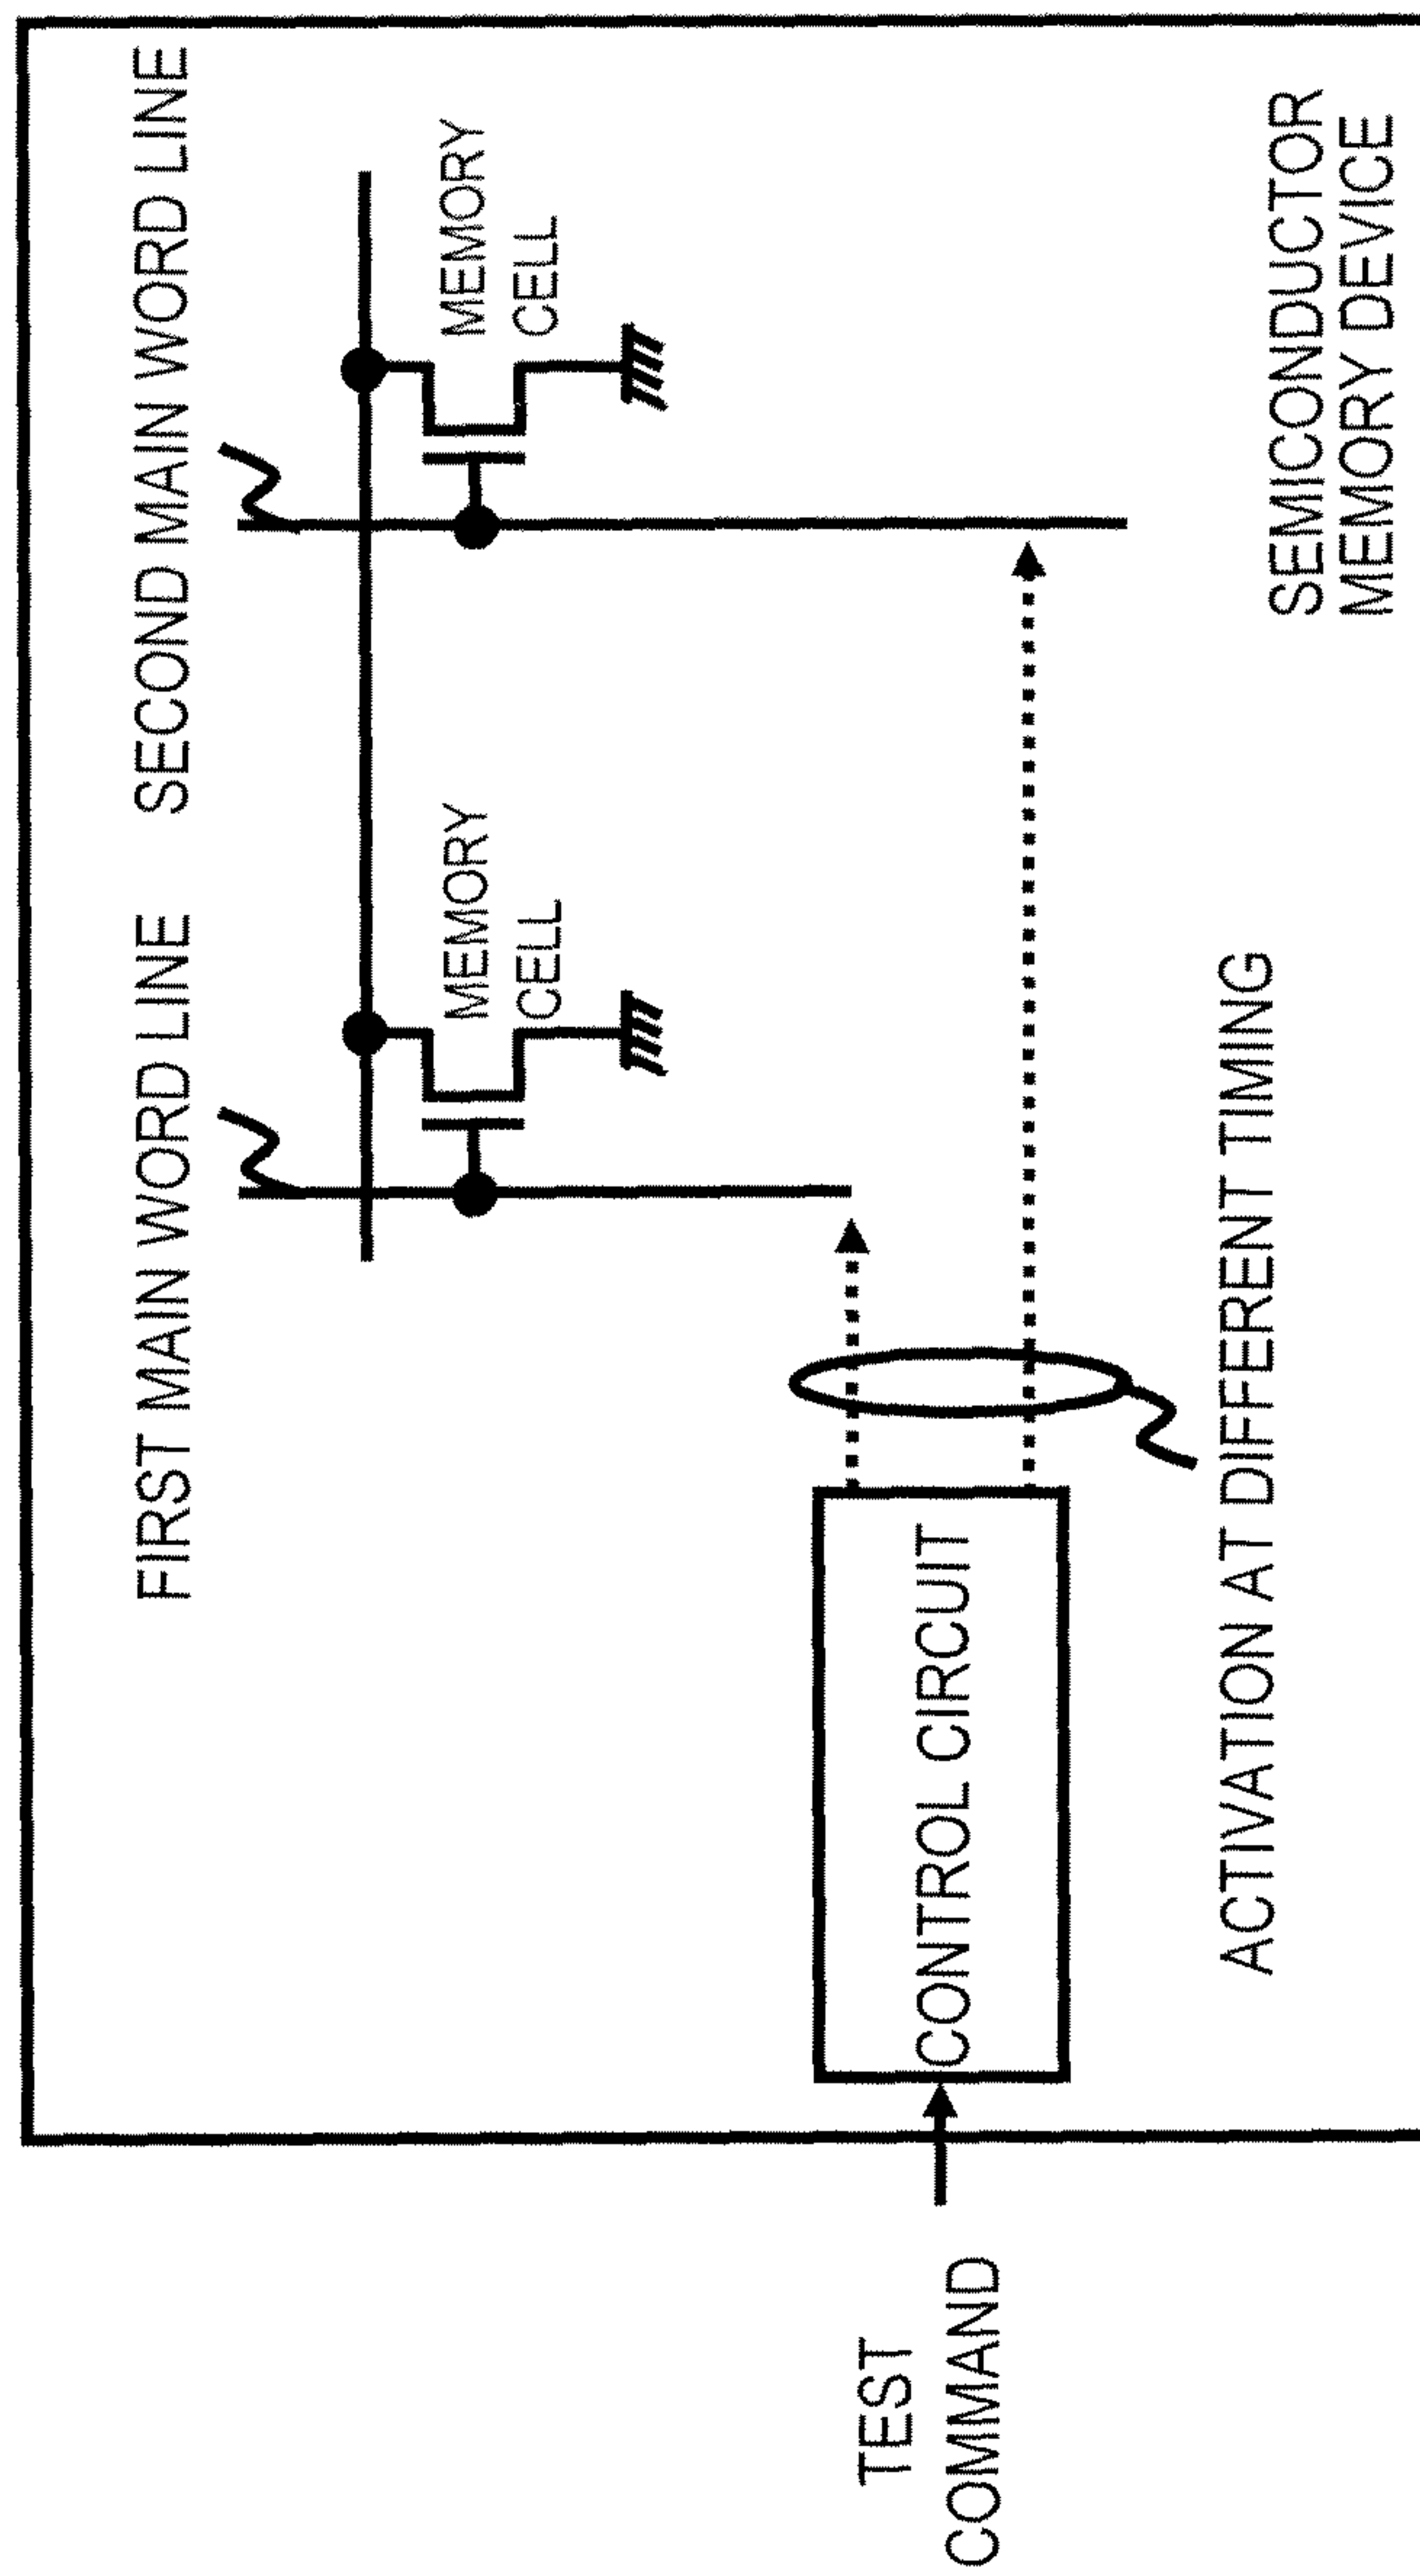 FIRST MAIN WORD LINE
SECOND MAIN WORD LINE
MEMORY
CELL
MEMORY
CELL
TEST
COMMAND
CONTROL CIRCUIT
ACTIVATION AT DIFFERENT TIMING
SEMICONDUCTOR
MEMORY DEVICE